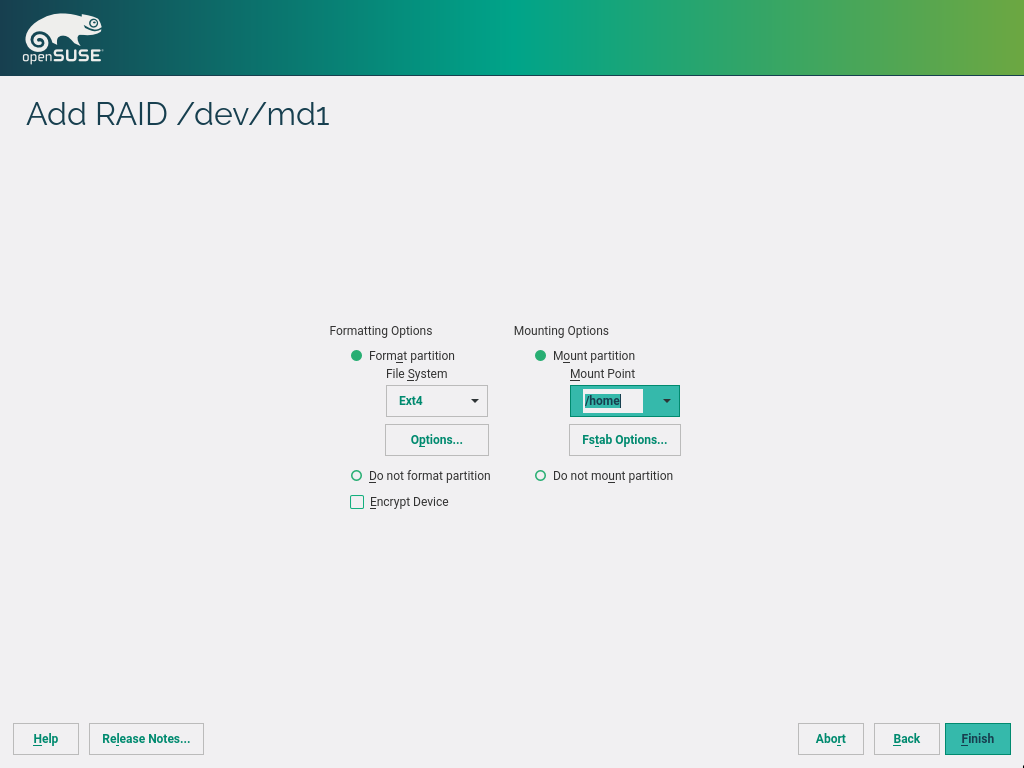 openSUSE
Add RAID /dev/md1
Formatting Options
Format partition
File System
Ext4
Options...
Do not format partition
Encrypt Device
Mounting Options
Mount partition
Mount Point
/home
Fstab Options...
Do not mount partition
Help
Release Notes...
Abort
Back
Finish